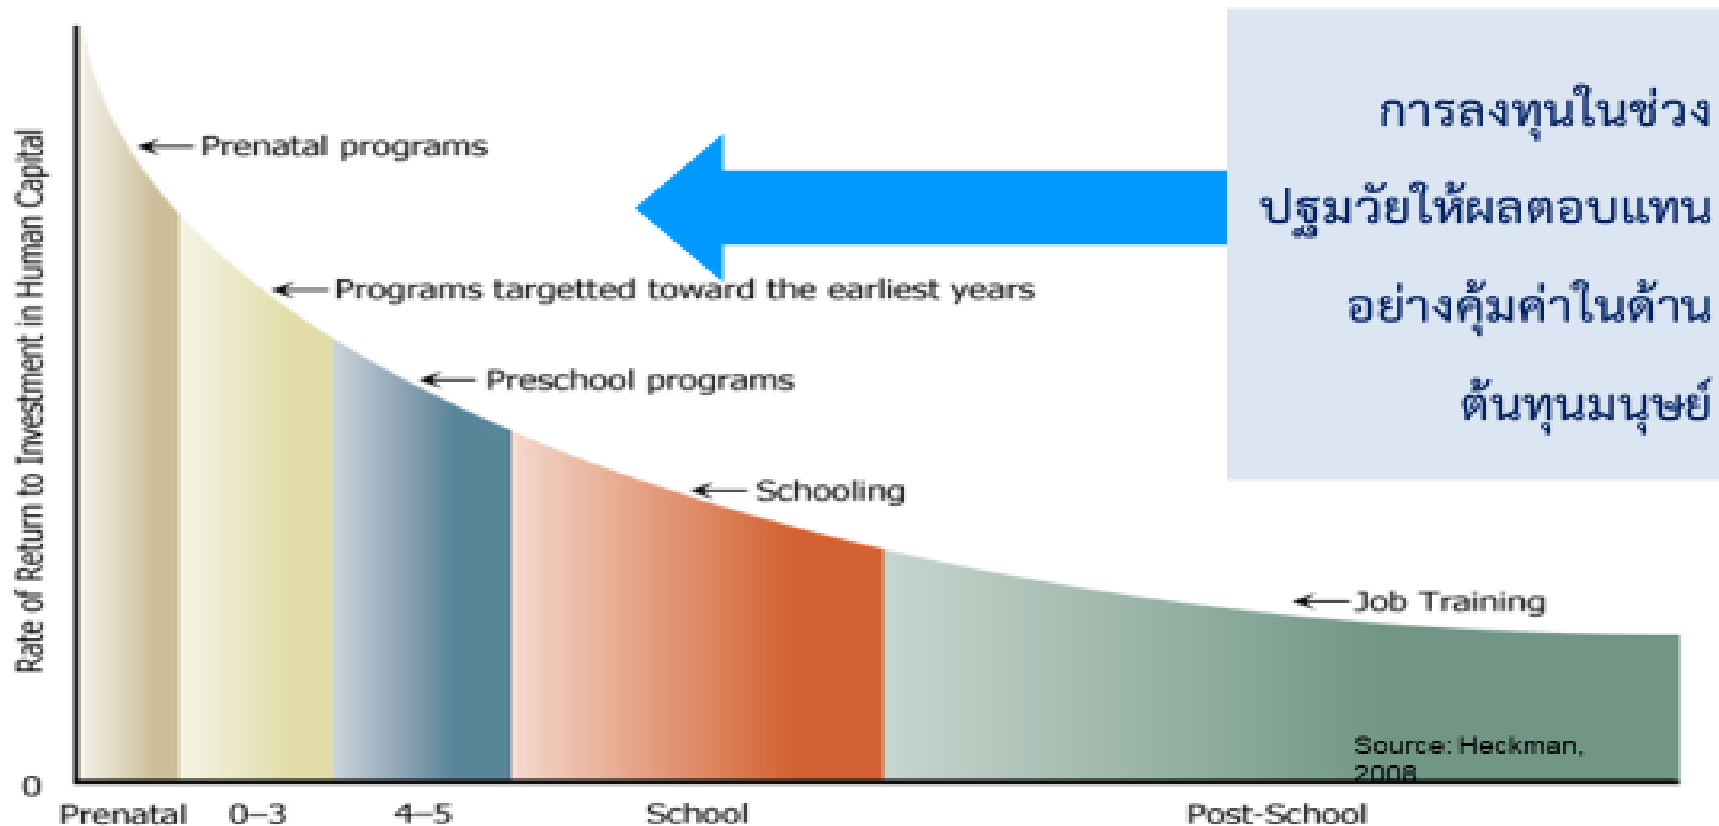 Rate of Return to Investment in Human Capital
การลงทุนในช่วง
ปฐมวัยให้ผลตอบแทน
อย่างคุ้มค่าในด้าน
ต้นทุนมนุษย์
Prenatal programs
Programs targetted toward the earliest years
Preschool programs
Schooling
Job Training
Source: Heckman,
2008
0
Prenatal 0–3 4–5 School Post-School